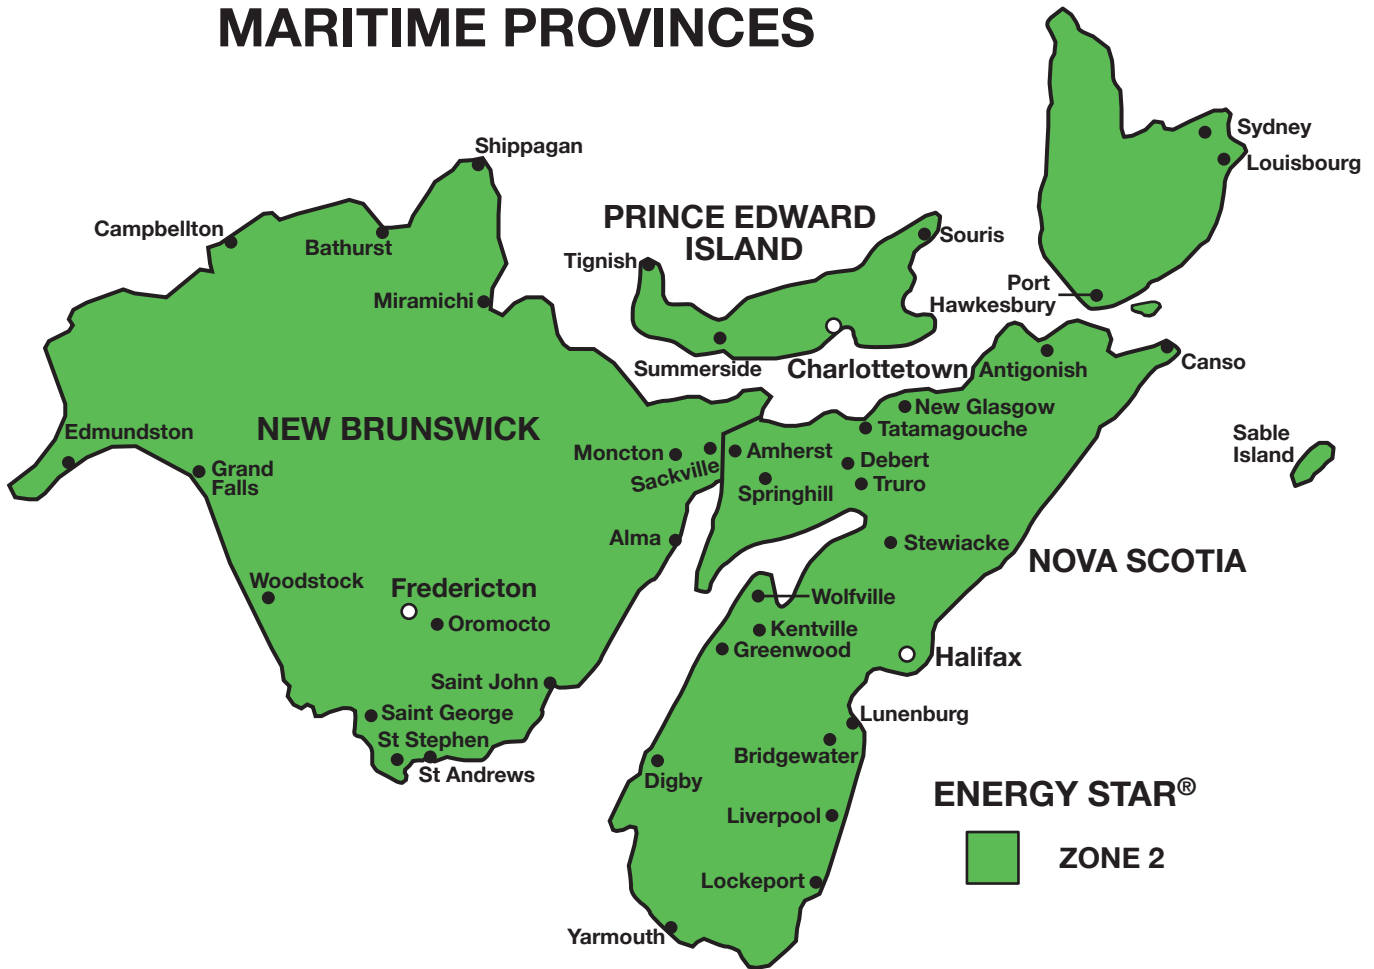 MARITIME PROVINCES
Shippagan
Sydney
Louisbourg
Campbellton
Bathurst
PRINCE EDWARD
ISLAND
Souris
Tignish
Miramichi
Port
Hawkesbury
Summerside
Charlottetown
Antigonish
Canso
New Glasgow
Tatamagouche
Edmundston
NEW BRUNSWICK
Moncton
Sackville
Amherst
Debert
Sable
Island
Grand
Falls
Springhill
Truro
Alma
Stewiacke
NOVA SCOTIA
Woodstock
Fredericton
Wolfville
Oromocto
Kentville
Greenwood
Halifax
Saint John
Saint George
Lunenburg
St Stephen
St Andrews
Bridgewater
Digby
ENERGY STAR®
Liverpool
ZONE 2
Lockeport
Yarmouth